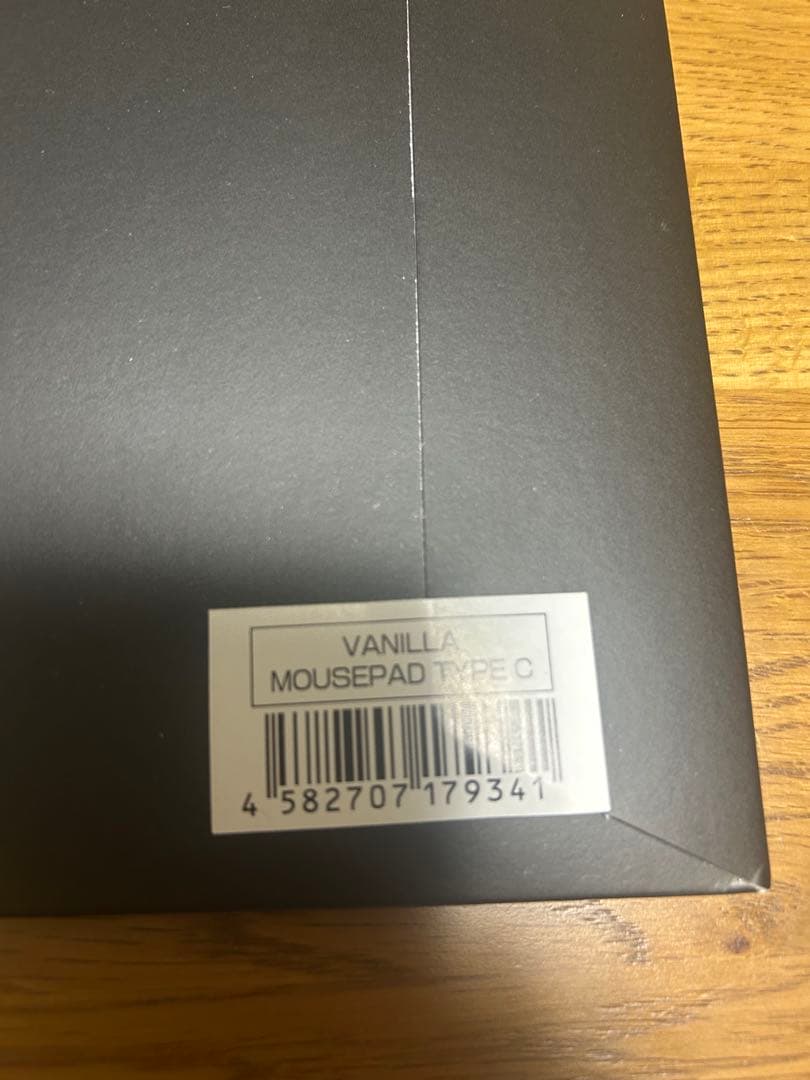 VANILLA
MOUSEPAD TYPE C
4 582707 179341